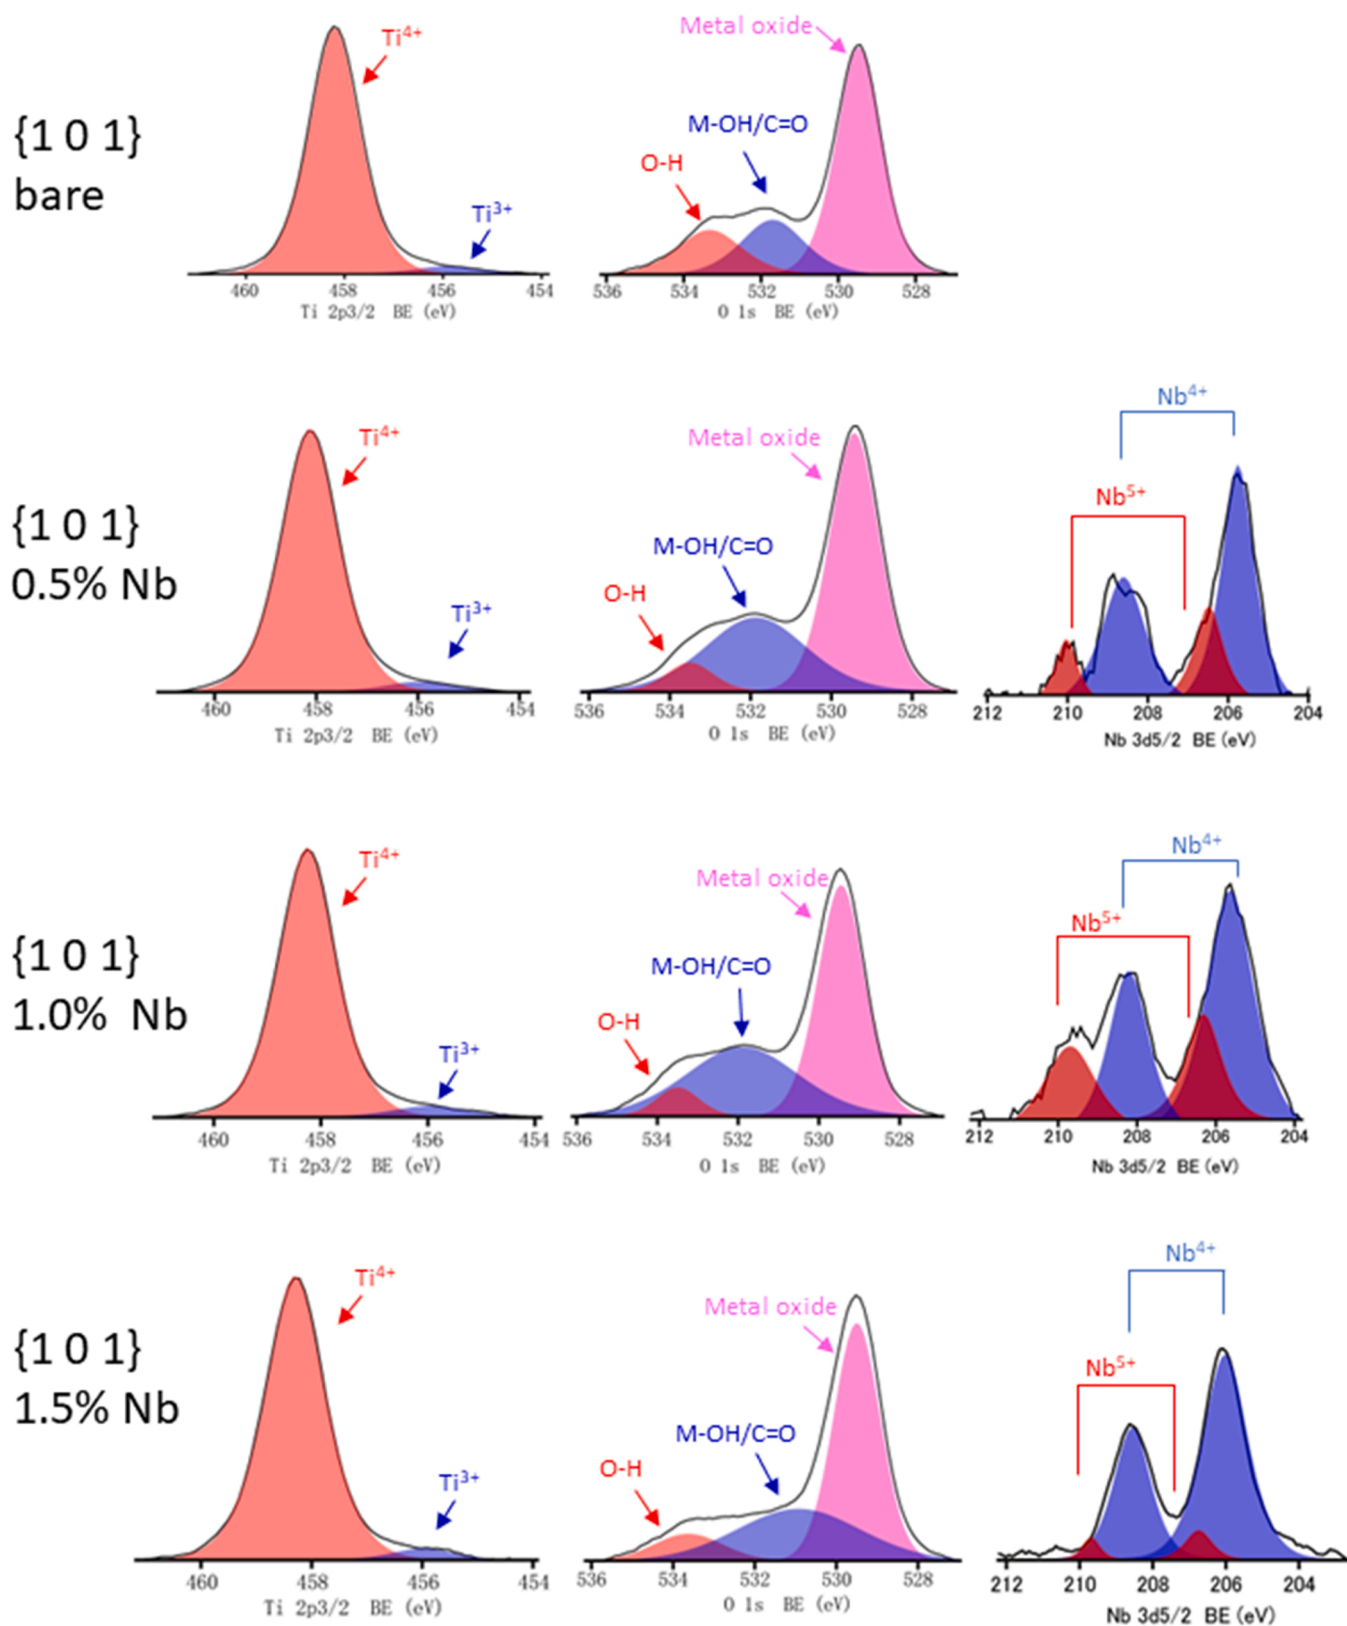 {1 0 1}
bare
Ti⁴⁺
Ti³⁺
460 458 456 454
Ti 2p3/2 BE (eV)
Metal oxide
M-OH/C=O
O-H
536 534 532 530 528
O 1s BE (eV)
{1 0 1}
0.5% Nb
Ti⁴⁺
Ti³⁺
460 458 456 454
Ti 2p3/2 BE (eV)
Metal oxide
M-OH/C=O
O-H
536 534 532 530 528
O 1s BE (eV)
Nb⁴⁺
Nb⁵⁺
212 210 208 206 204
Nb 3d5/2 BE (eV)
{1 0 1}
1.0% Nb
Ti⁴⁺
Ti³⁺
460 458 456 454
Ti 2p3/2 BE (eV)
Metal oxide
M-OH/C=O
O-H
536 534 532 530 528
O 1s BE (eV)
Nb⁴⁺
Nb⁵⁺
212 210 208 206 204
Nb 3d5/2 BE (eV)
{1 0 1}
1.5% Nb
Ti⁴⁺
Ti³⁺
460 458 456 454
Ti 2p3/2 BE (eV)
Metal oxide
M-OH/C=O
O-H
536 534 532 530 528
O 1s BE (eV)
Nb⁴⁺
Nb⁵⁺
212 210 208 206 204
Nb 3d5/2 BE (eV)